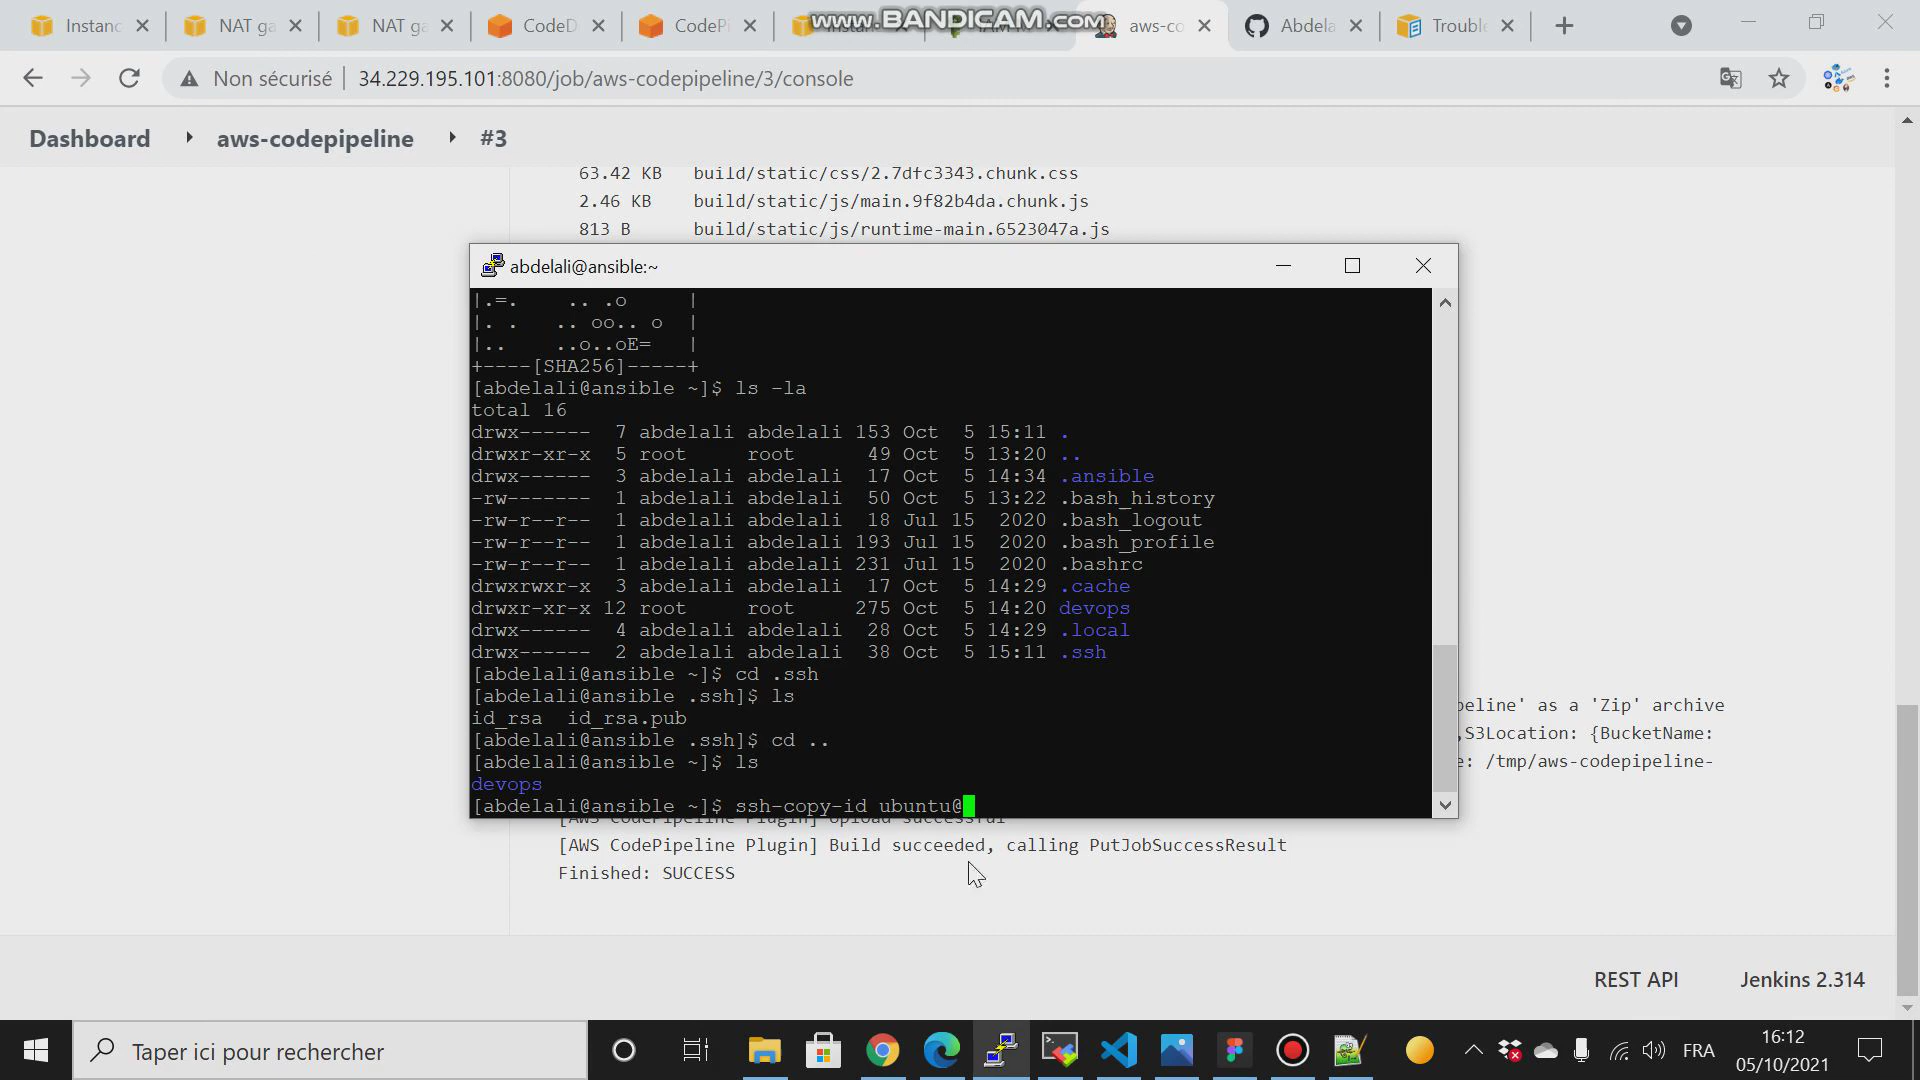 www.BANDICAM.com
Instanc
NAT ga
NAT ga
CodeD
CodePi
aws-co
Abdela
Trouble
Non sécurisé
34.229.195.101:8080/job/aws-codepipeline/3/console
Dashboard
aws-codepipeline
#3
63.42 KB build/static/css/2.7dfc3343.chunk.css
2.46 KB build/static/js/main.9f82b4da.chunk.js
813 B build/static/js/runtime-main.6523047a.js
abdelali@ansible:~
|.=.    .. .o     |
|. .   .. oo.. o  |
|..    ..o..oE=   |
+----[SHA256]-----+
[abdelali@ansible ~]$ ls -la
total 16
drwx------  7 abdelali abdelali 153 Oct  5 15:11 .
drwxr-xr-x  5 root     root      49 Oct  5 13:20 ..
drwx------  3 abdelali abdelali  17 Oct  5 14:34 .ansible
-rw-------  1 abdelali abdelali  50 Oct  5 13:22 .bash_history
-rw-r--r--  1 abdelali abdelali  18 Jul 15  2020 .bash_logout
-rw-r--r--  1 abdelali abdelali 193 Jul 15  2020 .bash_profile
-rw-r--r--  1 abdelali abdelali 231 Jul 15  2020 .bashrc
drwxrwxr-x  3 abdelali abdelali  17 Oct  5 14:29 .cache
drwxr-xr-x 12 root     root     275 Oct  5 14:20 devops
drwx------  4 abdelali abdelali  28 Oct  5 14:29 .local
drwx------  2 abdelali abdelali  38 Oct  5 15:11 .ssh
[abdelali@ansible ~]$ cd .ssh
[abdelali@ansible .ssh]$ ls
id_rsa  id_rsa.pub
[abdelali@ansible .ssh]$ cd ..
[abdelali@ansible ~]$ ls
devops
[abdelali@ansible ~]$ ssh-copy-id ubuntu@
peline' as a 'Zip' archive
,S3Location: {BucketName:
e: /tmp/aws-codepipeline-
[AWS CodePipeline Plugin] Upload successful
[AWS CodePipeline Plugin] Build succeeded, calling PutJobSuccessResult
Finished: SUCCESS
REST API
Jenkins 2.314
Taper ici pour rechercher
FRA
16:12
05/10/2021